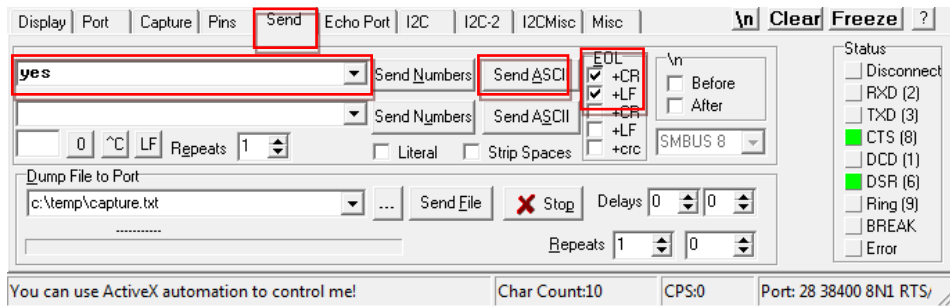 Display Port Capture Pins Send Echo Port I2C I2C-2 I2CMisc Misc \n Clear Freeze ?
EOL \n Status
yes Send Numbers Send ASCII +CR Before Disconnect
+LF After RXD (2)
Send Numbers Send ASCII +CR TXD (3)
+LF SMBUS 8 CTS (8)
0 ^C LF Repeats 1 Literal Strip Spaces +crc DCD (1)
Dump File to Port DSR (6)
c:\temp\capture.txt ... Send File Stop Delays 0 0 Ring (9)
----------- BREAK
Repeats 1 0 Error
You can use ActiveX automation to control me! Char Count:10 CPS:0 Port: 28 38400 8N1 RTS/